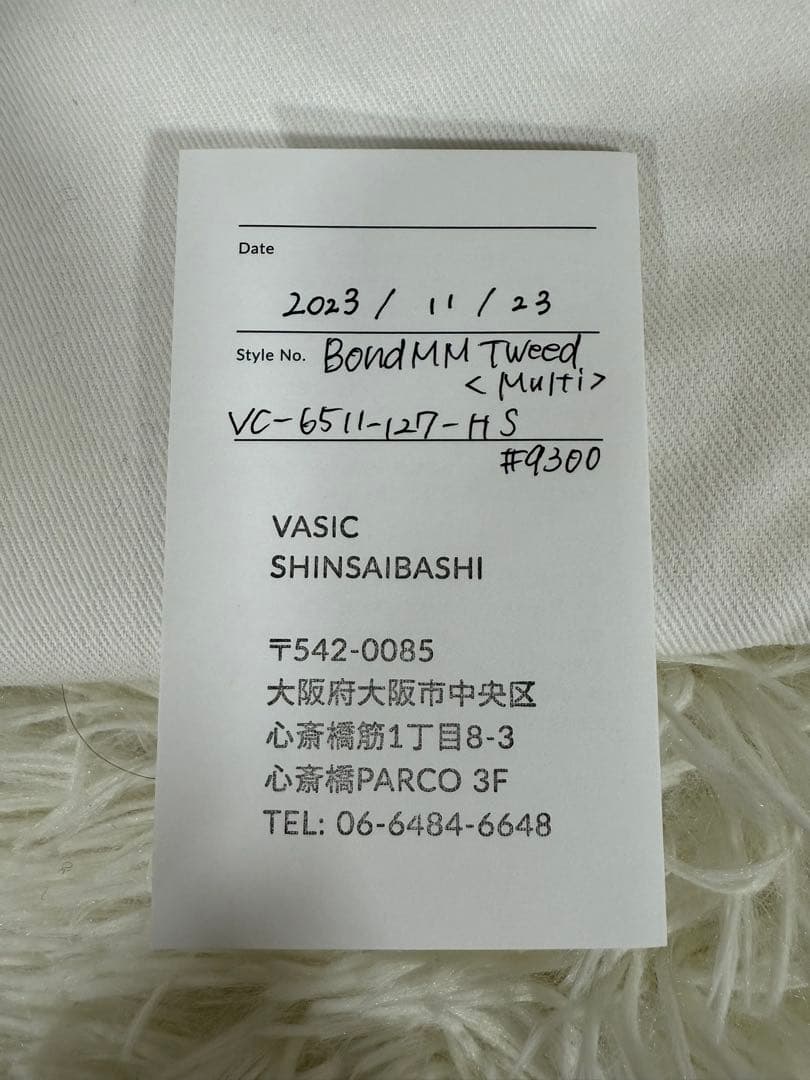 Date
2023 / 11 / 23
Style No. Bond MM Tweed
<Multi>
VC-6511-127-HS
#9300
VASIC
SHINSAIBASHI
〒542-0085
大阪府大阪市中央区
心斎橋筋1丁目8-3
心斎橋PARCO 3F
TEL: 06-6484-6648